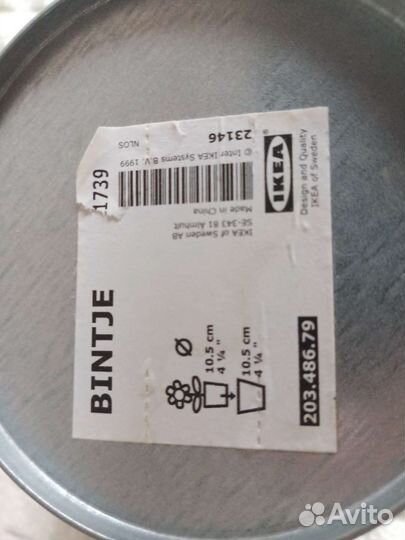 BINTJE
Ø
10.5 cm
4 ¼ "
10.5 cm
4 ¼ "
203.486.79
1739
IKEA of Sweden AB
SE-343 81 Älmhult
Made in China
© Inter IKEA Systems B.V. 1999
23146
NLOS
IKEA®
Design and Quality
IKEA of Sweden
Avito